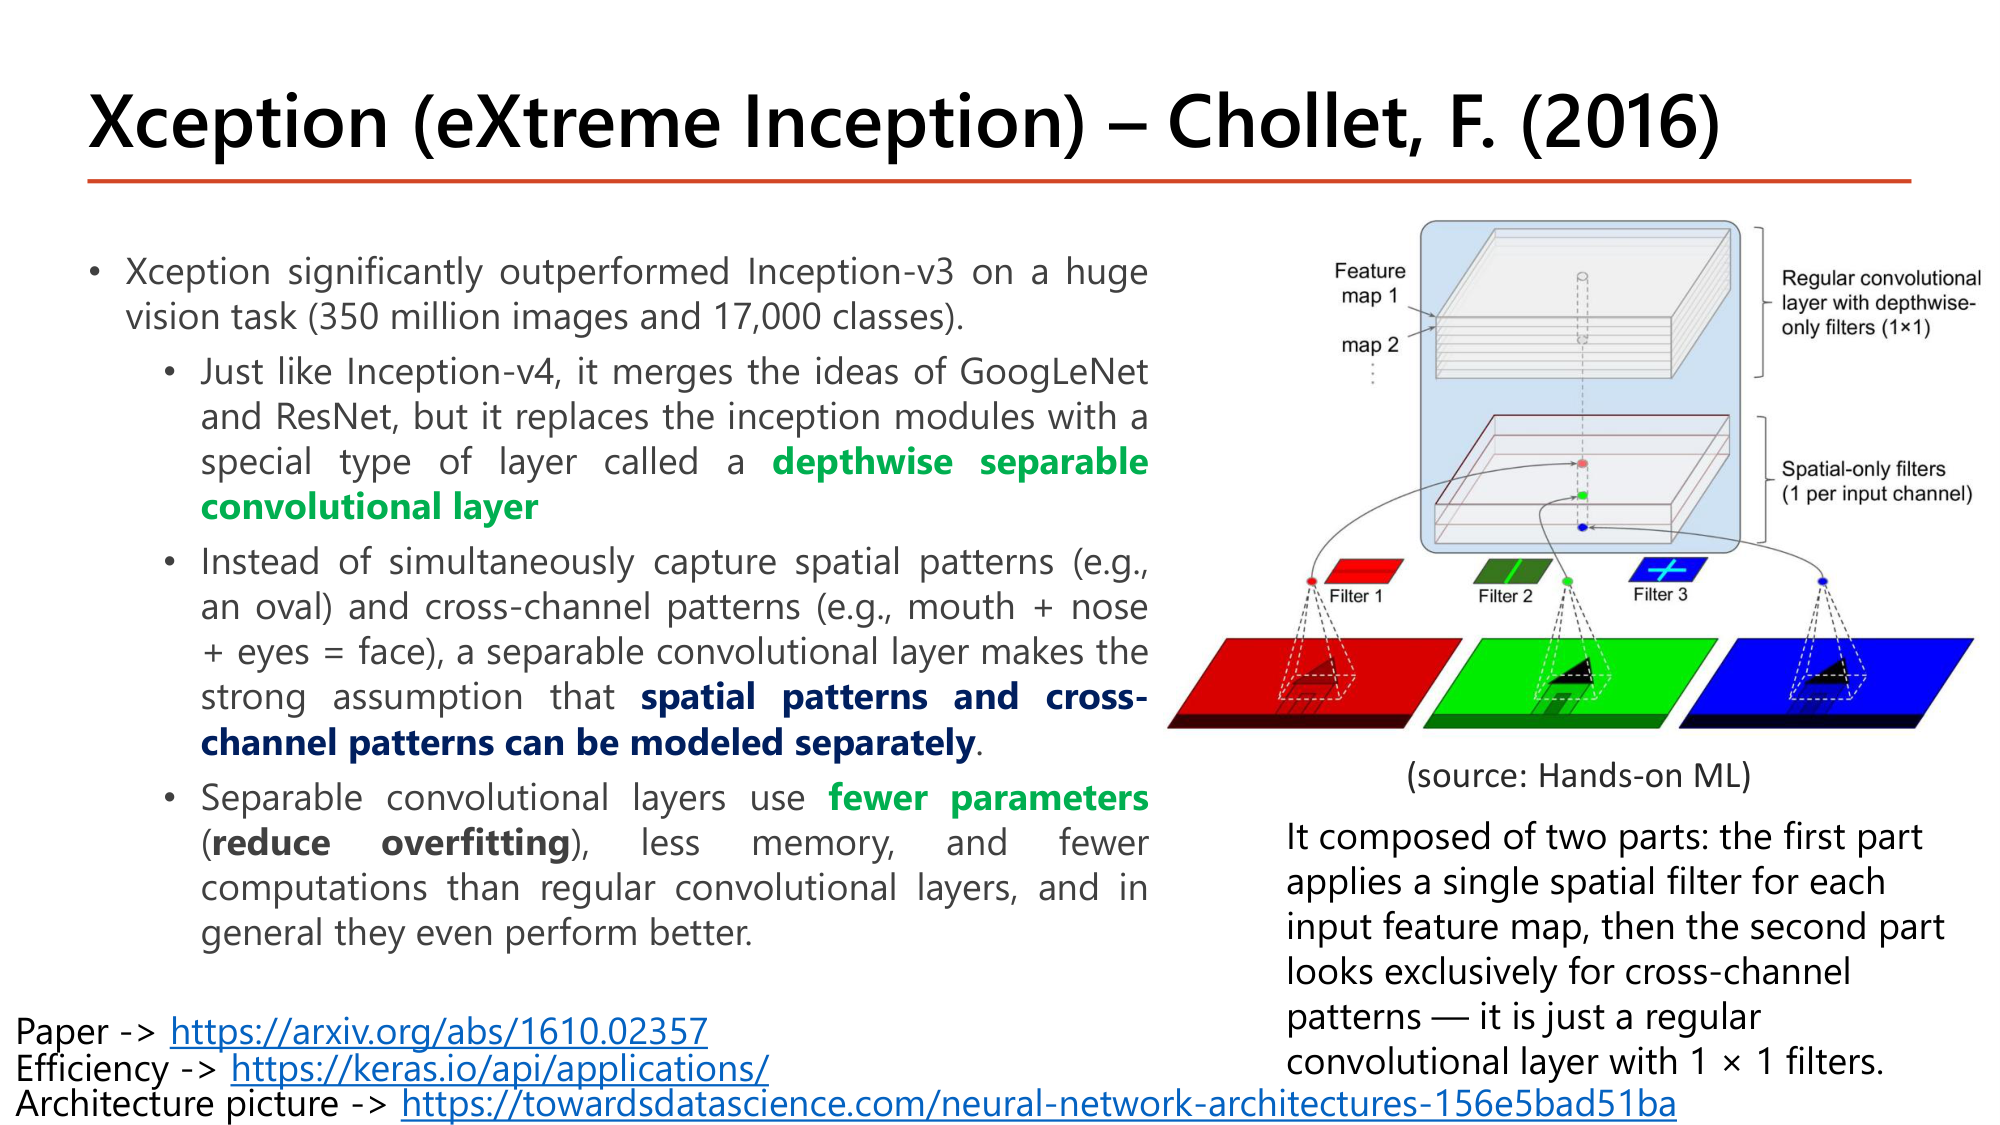 Xception (eXtreme Inception) – Chollet, F. (2016)
• Xception significantly outperformed Inception-v3 on a huge
vision task (350 million images and 17,000 classes).
• Just like Inception-v4, it merges the ideas of GoogLeNet
and ResNet, but it replaces the inception modules with a
special type of layer called a depthwise separable
convolutional layer
• Instead of simultaneously capture spatial patterns (e.g.,
an oval) and cross-channel patterns (e.g., mouth + nose
+ eyes = face), a separable convolutional layer makes the
strong assumption that spatial patterns and cross-
channel patterns can be modeled separately.
• Separable convolutional layers use fewer parameters
(reduce overfitting), less memory, and fewer
computations than regular convolutional layers, and in
general they even perform better.
Feature
map 1
map 2
Regular convolutional
layer with depthwise-
only filters (1×1)
Spatial-only filters
(1 per input channel)
Filter 1
Filter 2
Filter 3
(source: Hands-on ML)
It composed of two parts: the first part
applies a single spatial filter for each
input feature map, then the second part
looks exclusively for cross-channel
patterns — it is just a regular
convolutional layer with 1 × 1 filters.
Paper -> https://arxiv.org/abs/1610.02357
Efficiency -> https://keras.io/api/applications/
Architecture picture -> https://towardsdatascience.com/neural-network-architectures-156e5bad51ba